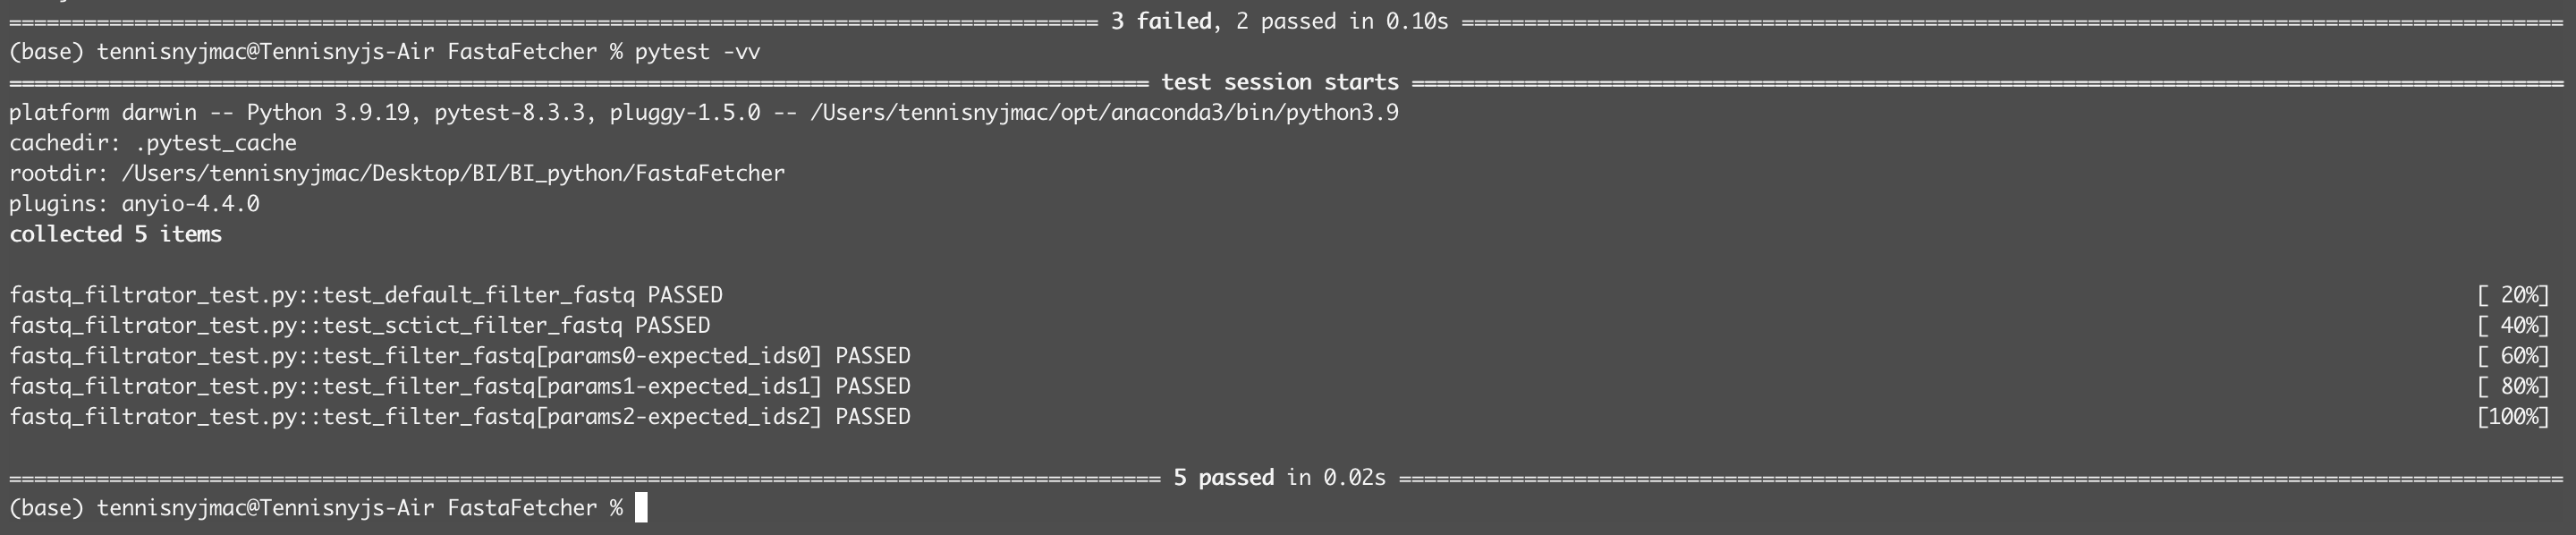 ============ 3 failed, 2 passed in 0.10s ============
(base) tennisnyjmac@Tennisnyjs-Air FastaFetcher % pytest -vv
============ test session starts ============
platform darwin -- Python 3.9.19, pytest-8.3.3, pluggy-1.5.0 -- /Users/tennisnyjmac/opt/anaconda3/bin/python3.9
cachedir: .pytest_cache
rootdir: /Users/tennisnyjmac/Desktop/BI/BI_python/FastaFetcher
plugins: anyio-4.4.0
collected 5 items
fastq_filtrator_test.py::test_default_filter_fastq PASSED [ 20%]
fastq_filtrator_test.py::test_sctict_filter_fastq PASSED [ 40%]
fastq_filtrator_test.py::test_filter_fastq[params0-expected_ids0] PASSED [ 60%]
fastq_filtrator_test.py::test_filter_fastq[params1-expected_ids1] PASSED [ 80%]
fastq_filtrator_test.py::test_filter_fastq[params2-expected_ids2] PASSED [100%]
============ 5 passed in 0.02s ============
(base) tennisnyjmac@Tennisnyjs-Air FastaFetcher %